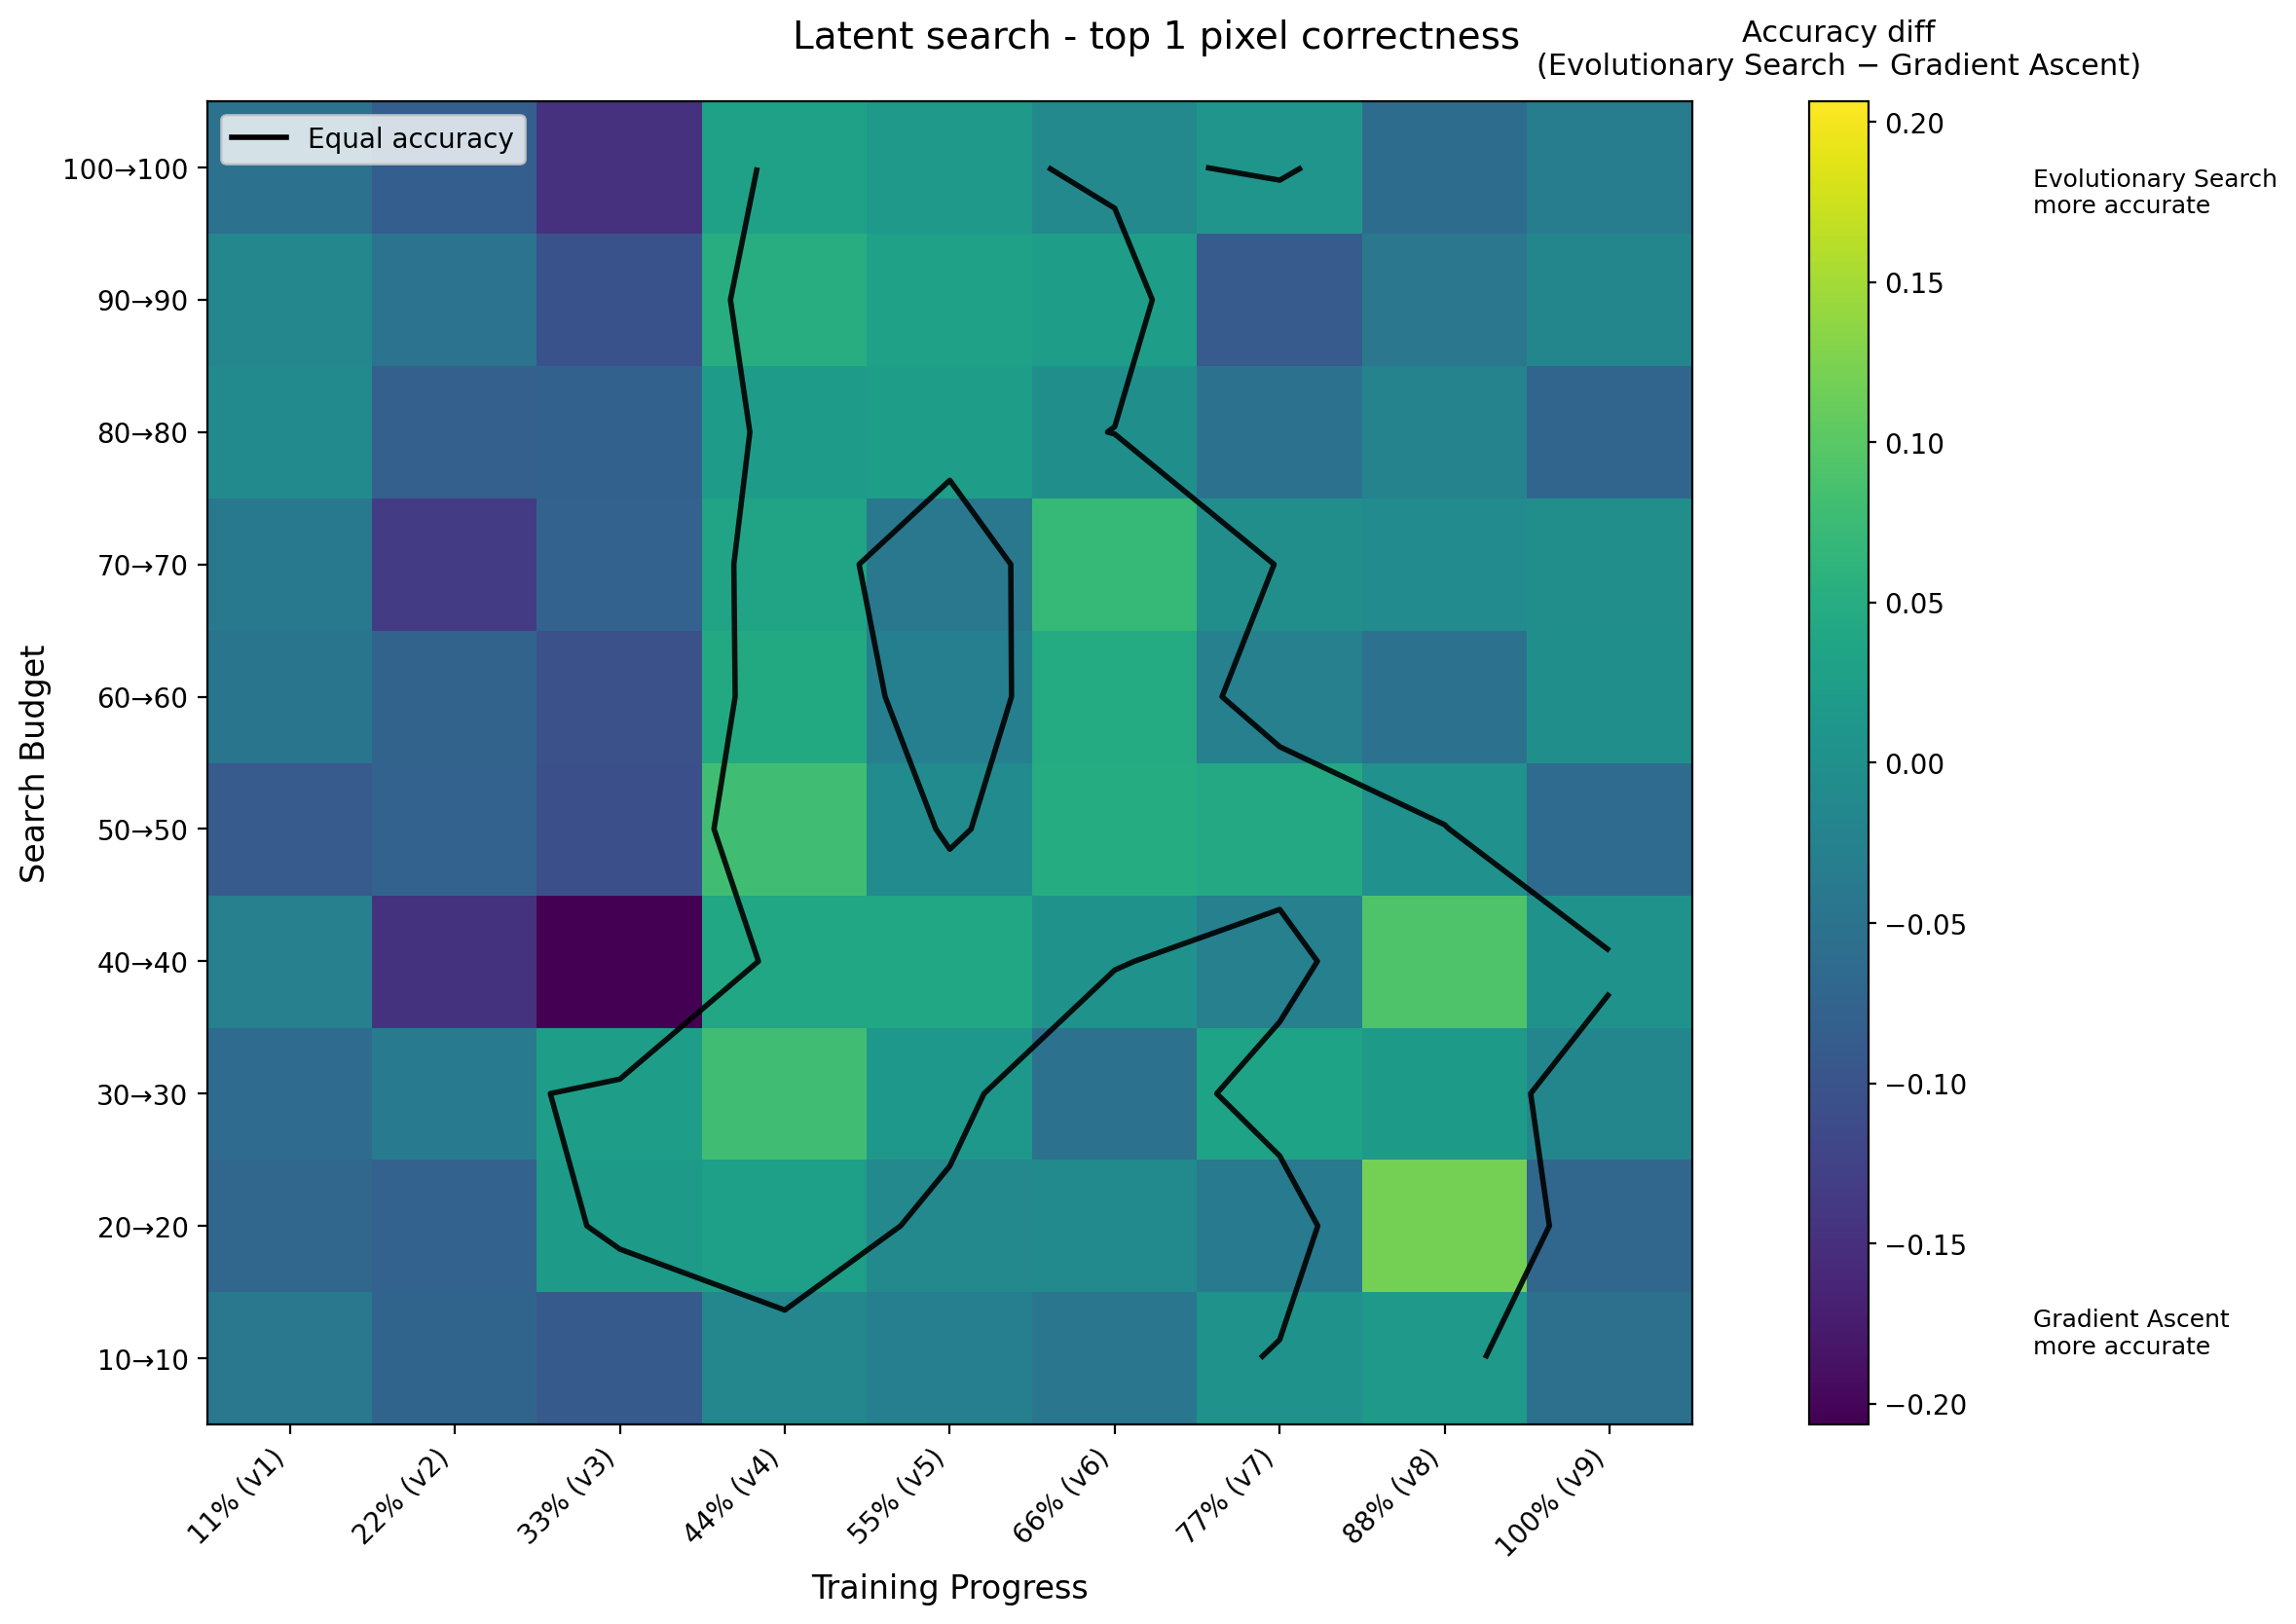 Latent search - top 1 pixel correctness
Accuracy diff
(Evolutionary Search − Gradient Ascent)
Equal accuracy
Search Budget
100→100
90→90
80→80
70→70
60→60
50→50
40→40
30→30
20→20
10→10
11% (v1)
22% (v2)
33% (v3)
44% (v4)
55% (v5)
66% (v6)
77% (v7)
88% (v8)
100% (v9)
Training Progress
0.20
0.15
0.10
0.05
0.00
−0.05
−0.10
−0.15
−0.20
Evolutionary Search
more accurate
Gradient Ascent
more accurate